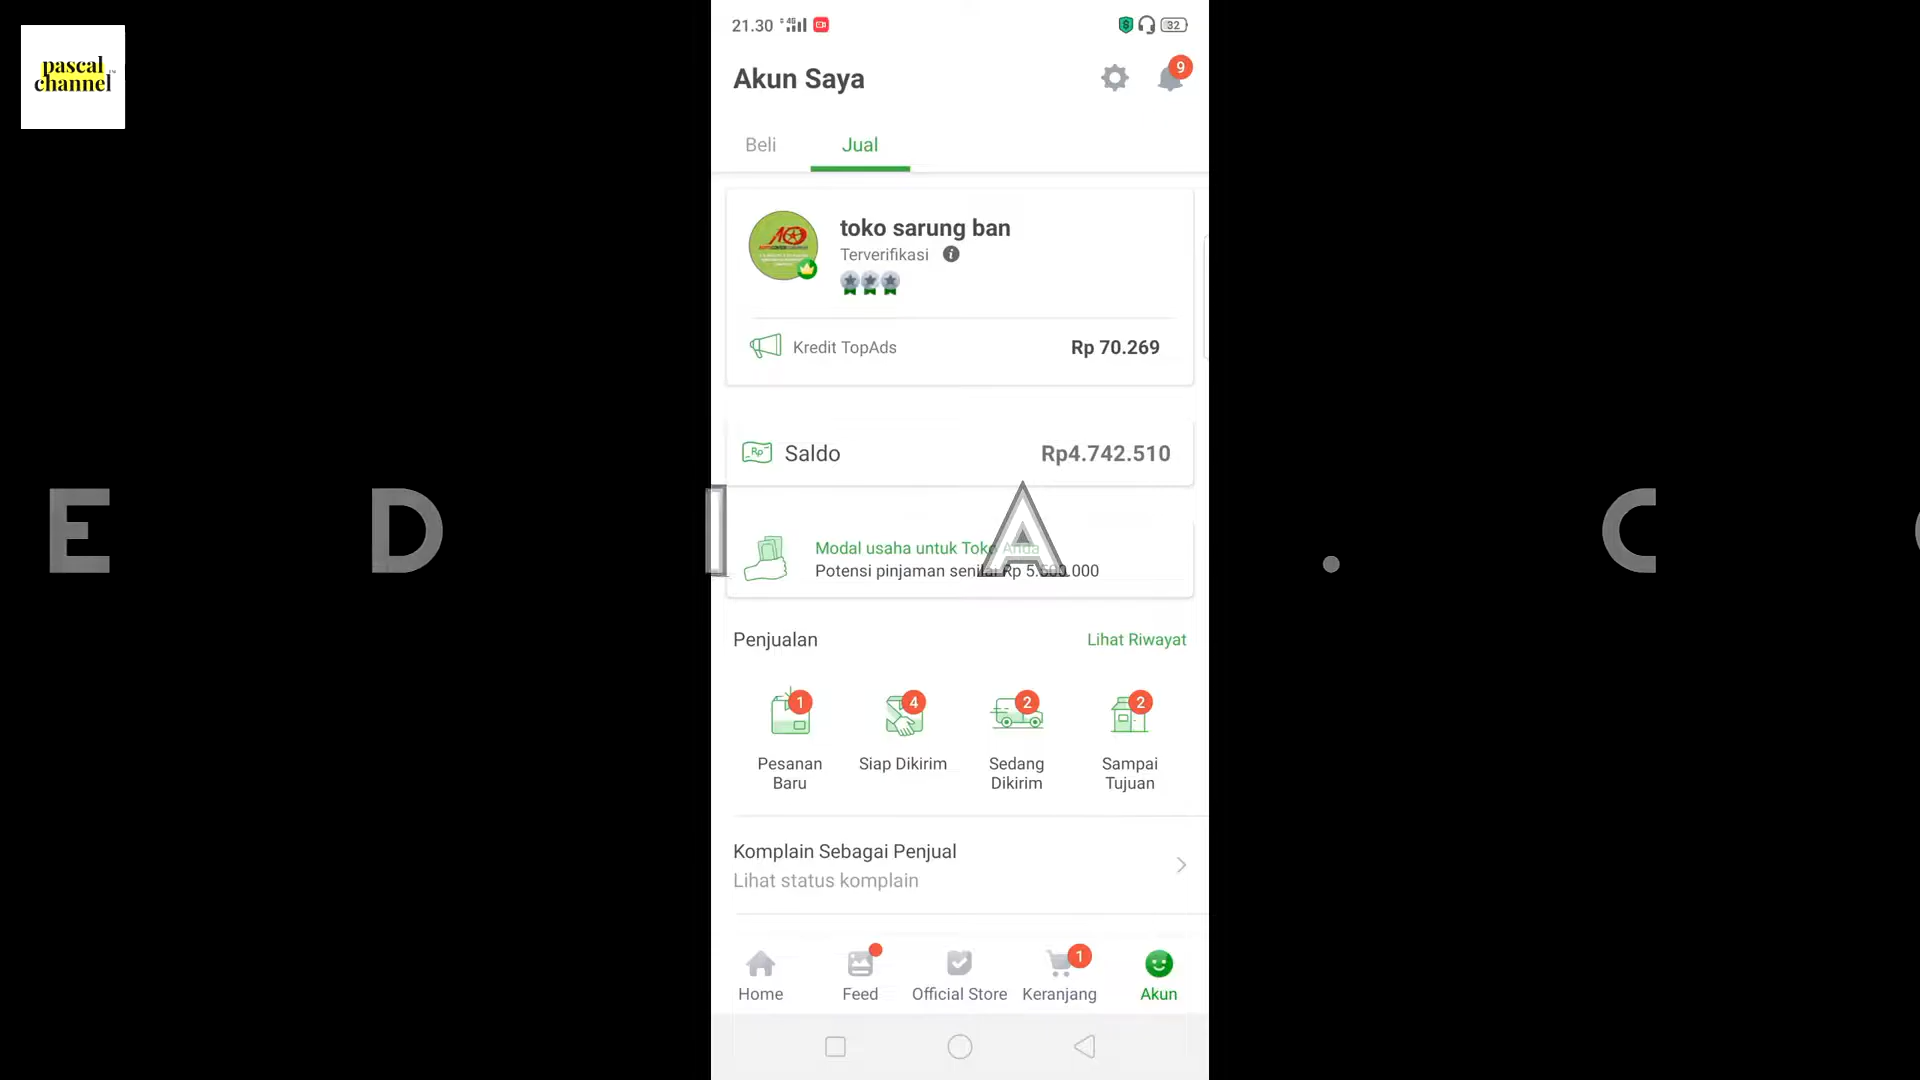 pascal
channel
21.30
32
Akun Saya
9
Beli
Jual
toko sarung ban
Terverifikasi
Kredit TopAds
Rp 70.269
Rp
Saldo
Rp4.742.510
E D I A . C
Modal usaha untuk Toko Anda
Potensi pinjaman senilai Rp 5.500.000
Penjualan
Lihat Riwayat
1
4
2
2
Pesanan
Baru
Siap Dikirim
Sedang
Dikirim
Sampai
Tujuan
Komplain Sebagai Penjual
Lihat status komplain
1
Home
Feed
Official Store
Keranjang
Akun